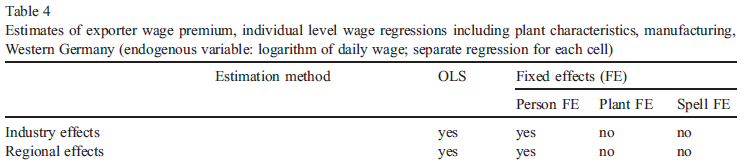 Table 4
Estimates of exporter wage premium, individual level wage regressions including plant characteristics, manufacturing,
Western Germany (endogenous variable: logarithm of daily wage; separate regression for each cell)
Estimation method OLS Fixed effects (FE)
Person FE Plant FE Spell FE
Industry effects yes yes no no
Regional effects yes yes no no